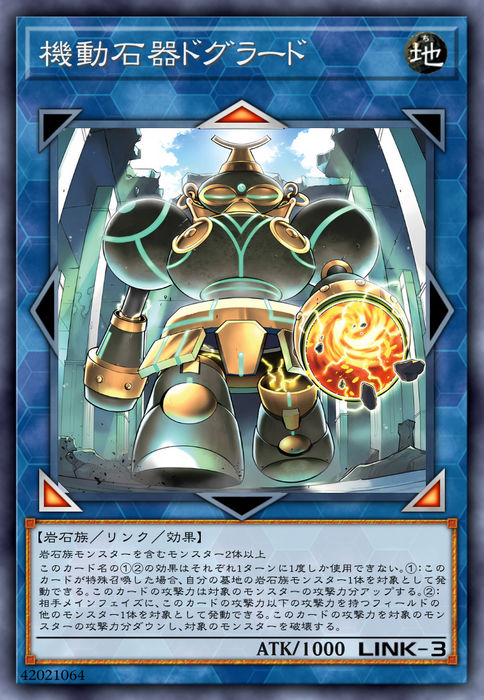 機動石器ドグラード
地
ち
【岩石族／リンク／効果】
岩石族モンスターを含むモンスター2体以上
このカード名の①②の効果はそれぞれ1ターンに1度しか使用できない。①：この
カードが特殊召喚した場合、自分の墓地の岩石族モンスター1体を対象として発
動できる。このカードの攻撃力は対象のモンスターの攻撃力分アップする。②：
相手メインフェイズに、このカードの攻撃力以下の攻撃力を持つフィールドの
他のモンスター1体を対象として発動できる。このカードの攻撃力を対象のモン
スターの攻撃力分ダウンし、対象のモンスターを破壊する。
ATK/1000 LINK-3
42021064